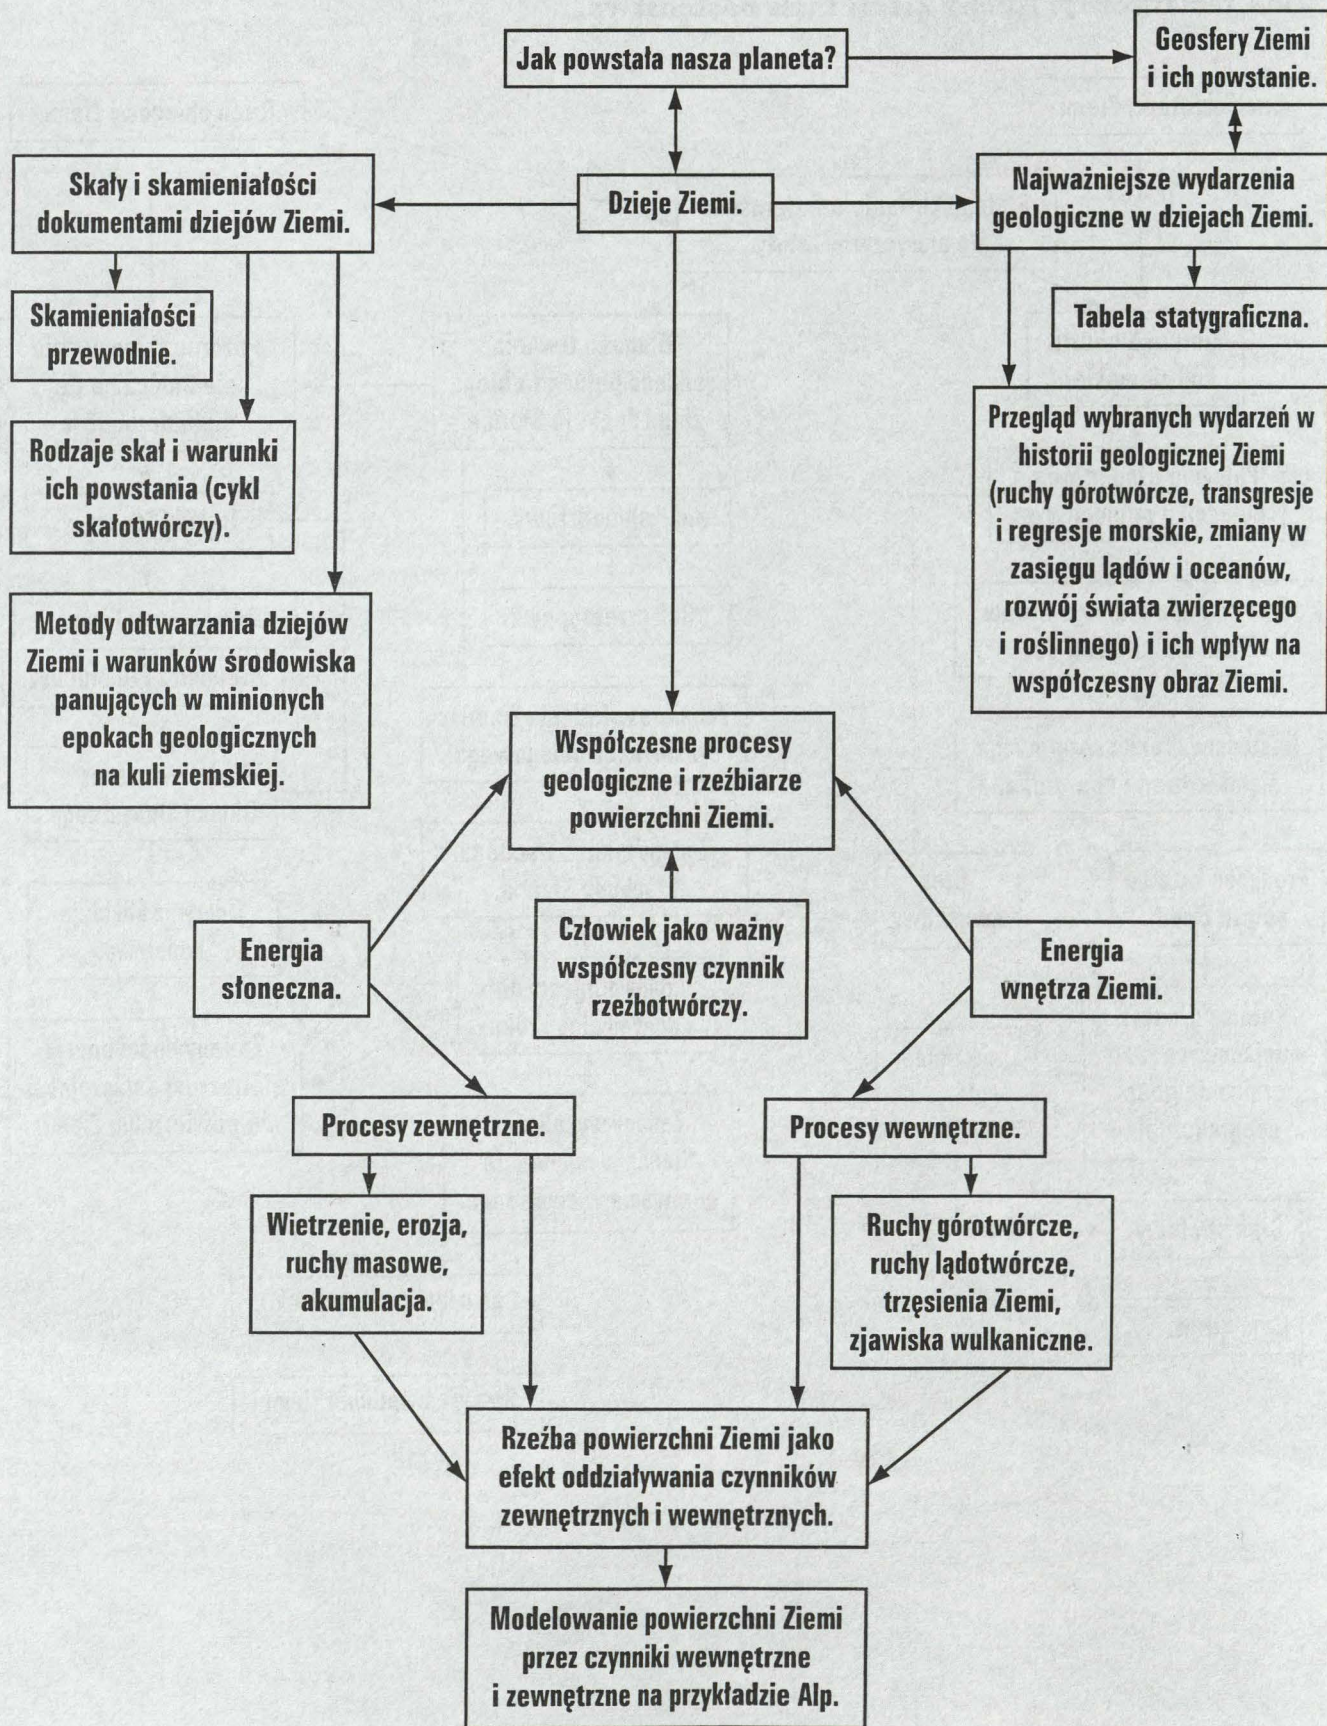 Jak powstała nasza planeta?
Geosfery Ziemi
i ich powstanie.
Skały i skamieniałości
dokumentami dziejów Ziemi.
Dzieje Ziemi.
Najważniejsze wydarzenia
geologiczne w dziejach Ziemi.
Skamieniałości
przewodnie.
Tabela statygraficzna.
Rodzaje skał i warunki
ich powstania (cykl
skałotwórczy).
Przegląd wybranych wydarzeń w
historii geologicznej Ziemi
(ruchy górotwórcze, transgresje
i regresje morskie, zmiany w
zasięgu lądów i oceanów,
rozwój świata zwierzęcego
i roślinnego) i ich wpływ na
współczesny obraz Ziemi.
Metody odtwarzania dziejów
Ziemi i warunków środowiska
panujących w minionych
epokach geologicznych
na kuli ziemskiej.
Współczesne procesy
geologiczne i rzeźbiarze
powierzchni Ziemi.
Energia
słoneczna.
Człowiek jako ważny
współczesny czynnik
rzeźbotwórczy.
Energia
wnętrza Ziemi.
Procesy zewnętrzne.
Procesy wewnętrzne.
Wietrzenie, erozja,
ruchy masowe,
akumulacja.
Ruchy górotwórcze,
ruchy lądotwórcze,
trzęsienia Ziemi,
zjawiska wulkaniczne.
Rzeźba powierzchni Ziemi jako
efekt oddziaływania czynników
zewnętrznych i wewnętrznych.
Modelowanie powierzchni Ziemi
przez czynniki wewnętrzne
i zewnętrzne na przykładzie Alp.